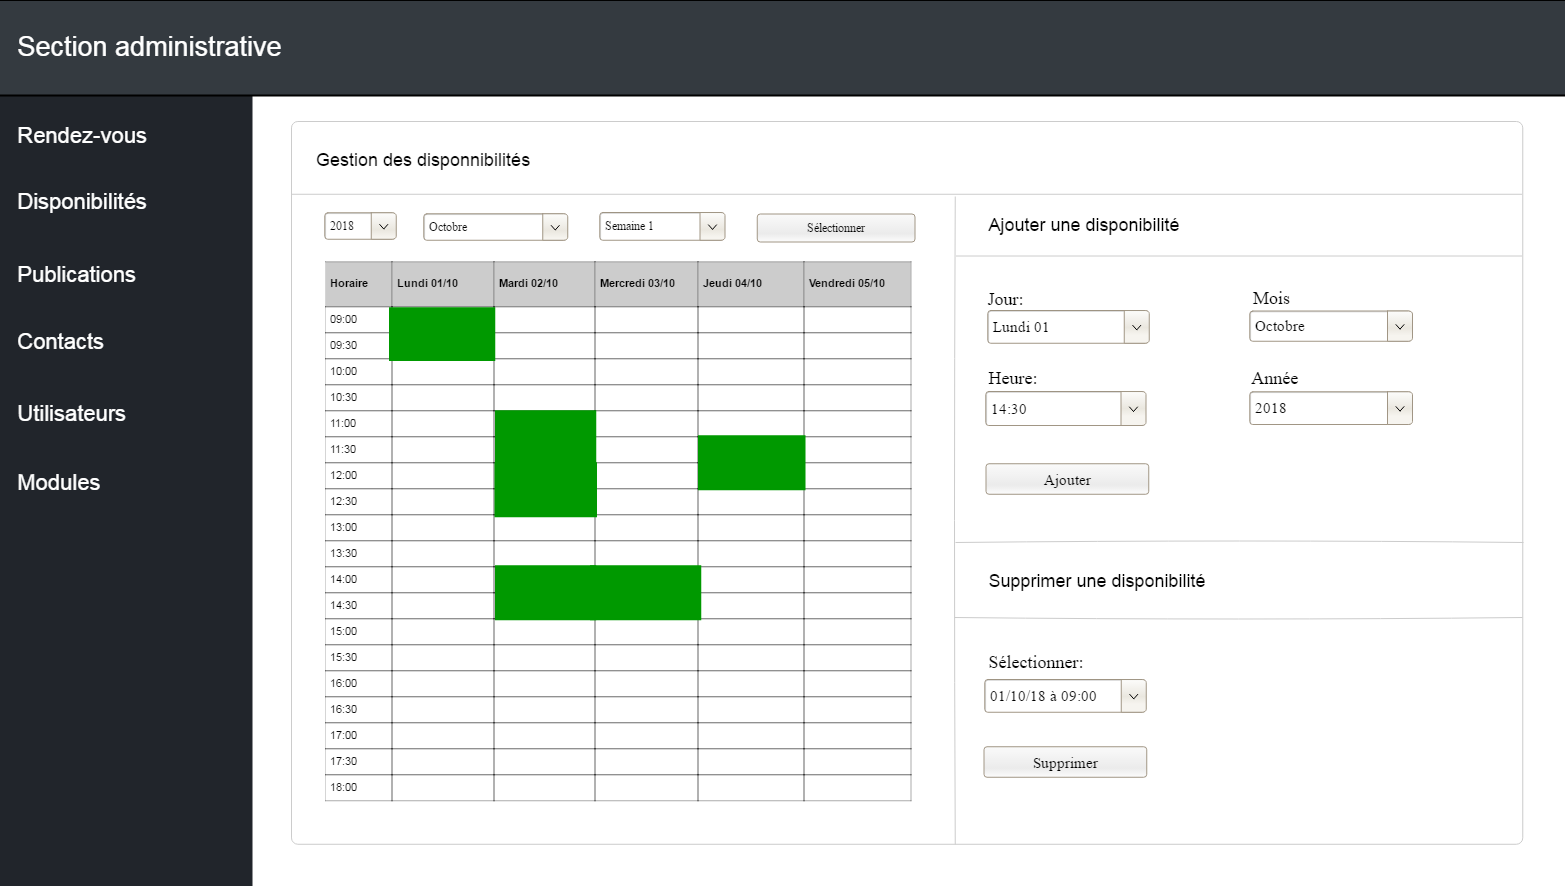 Section administrative
Rendez-vous
Disponibilités
Publications
Contacts
Utilisateurs
Modules
Gestion des disponnibilités
2018 Octobre Semaine 1 Sélectionner
Horaire Lundi 01/10 Mardi 02/10 Mercredi 03/10 Jeudi 04/10 Vendredi 05/10
09:00
09:30
10:00
10:30
11:00
11:30
12:00
12:30
13:00
13:30
14:00
14:30
15:00
15:30
16:00
16:30
17:00
17:30
18:00
Ajouter une disponibilité
Jour: Mois
Lundi 01 Octobre
Heure: Année
14:30 2018
Ajouter
Supprimer une disponibilité
Sélectionner:
01/10/18 à 09:00
Supprimer